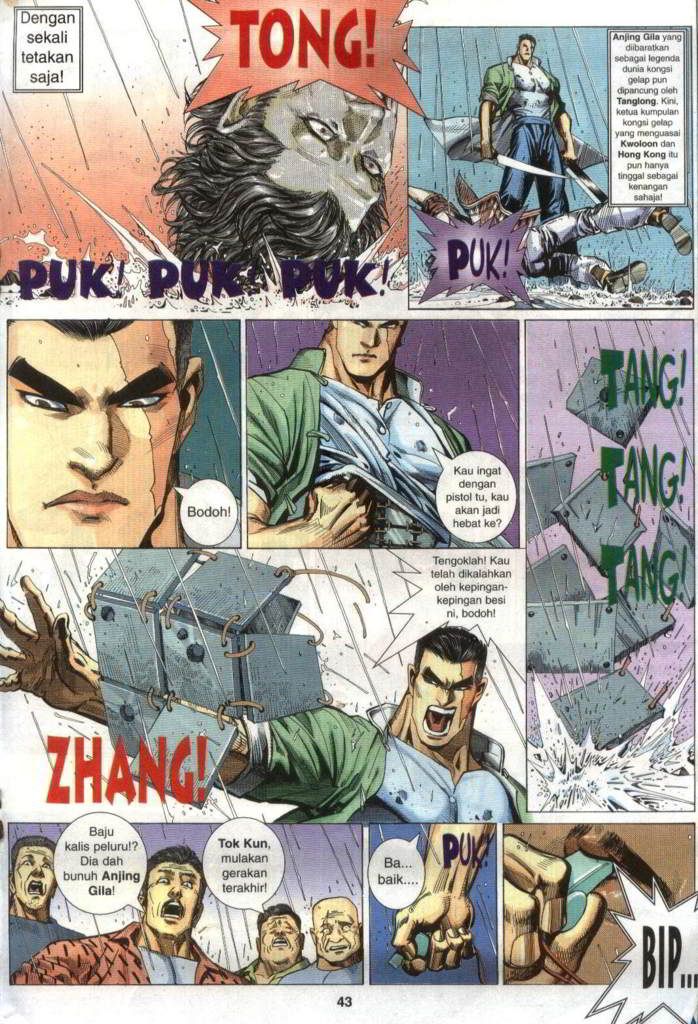 Dengan
sekali
tetakan
saja!
TONG!
Anjing Gila yang
diibaratkan
sebagai legenda
dunia kongsi
gelap pun
dipancung oleh
Tanglong. Kini,
ketua kumpulan
kongsi gelap
yang menguasai
Kwoloon dan
Hong Kong itu
pun hanya
tinggal sebagai
kenangan
sahaja!
PUK! PUK! PUK!
PUK!
Bodoh!
Kau ingat
dengan
pistol tu, kau
akan jadi
hebat ke?
TANG!
TANG!
TANG!
Tengoklah! Kau
telah dikalahkan
oleh kepingan-
kepingan besi
ni, bodoh!
ZHANG!
Baju
kalis peluru!?
Dia dah
bunuh Anjing
Gila!
Tok Kun,
mulakan
gerakan
terakhir!
Ba...
baik....
PUK!
BIP...
43